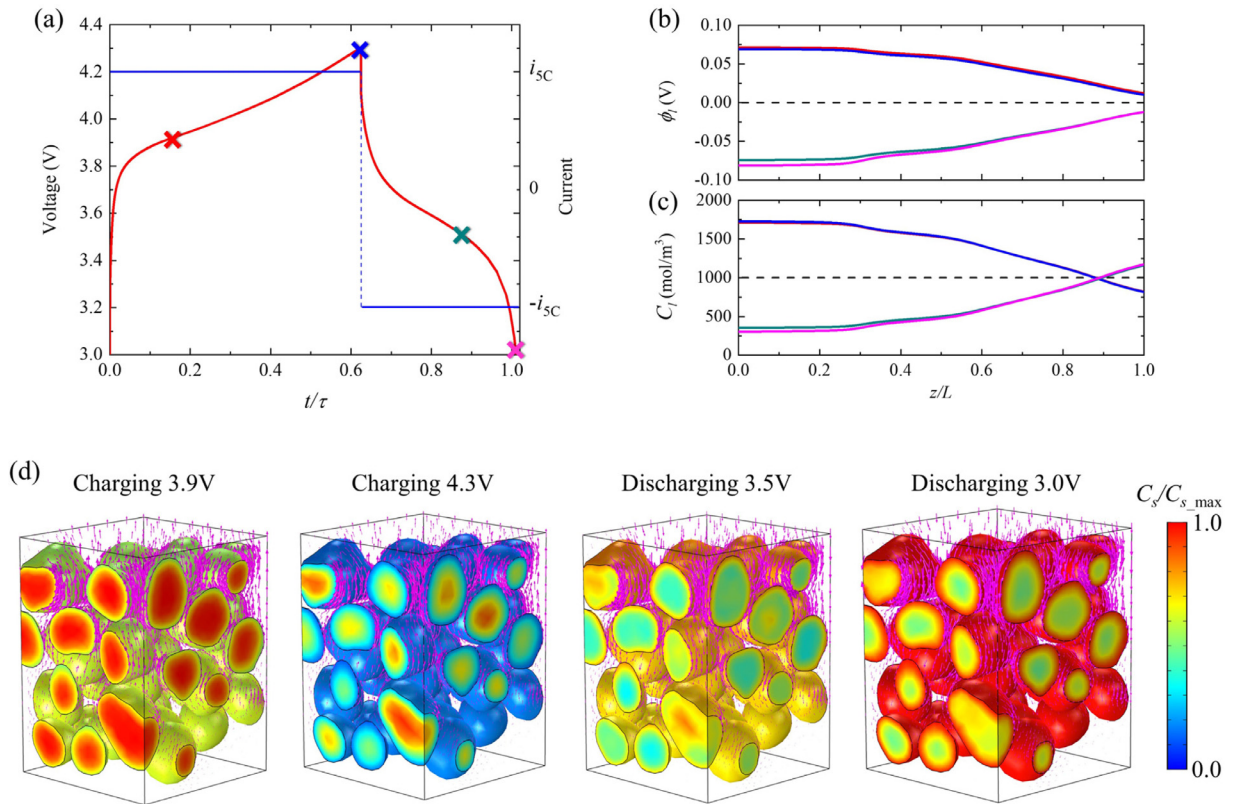 (a)
4.4
4.2
4.0
3.8
3.6
3.4
3.2
3.0
Voltage (V)
i5C
0
-i5C
Current
0.0 0.2 0.4 0.6 0.8 1.0
t/τ
(b)
0.10
0.05
0.00
-0.05
-0.10
ϕl (V)
(c)
2000
1500
1000
500
0
Cl (mol/m³)
0.0 0.2 0.4 0.6 0.8 1.0
z/L
(d)
Charging 3.9V Charging 4.3V Discharging 3.5V Discharging 3.0V
Cs/Cs_max
1.0
0.0